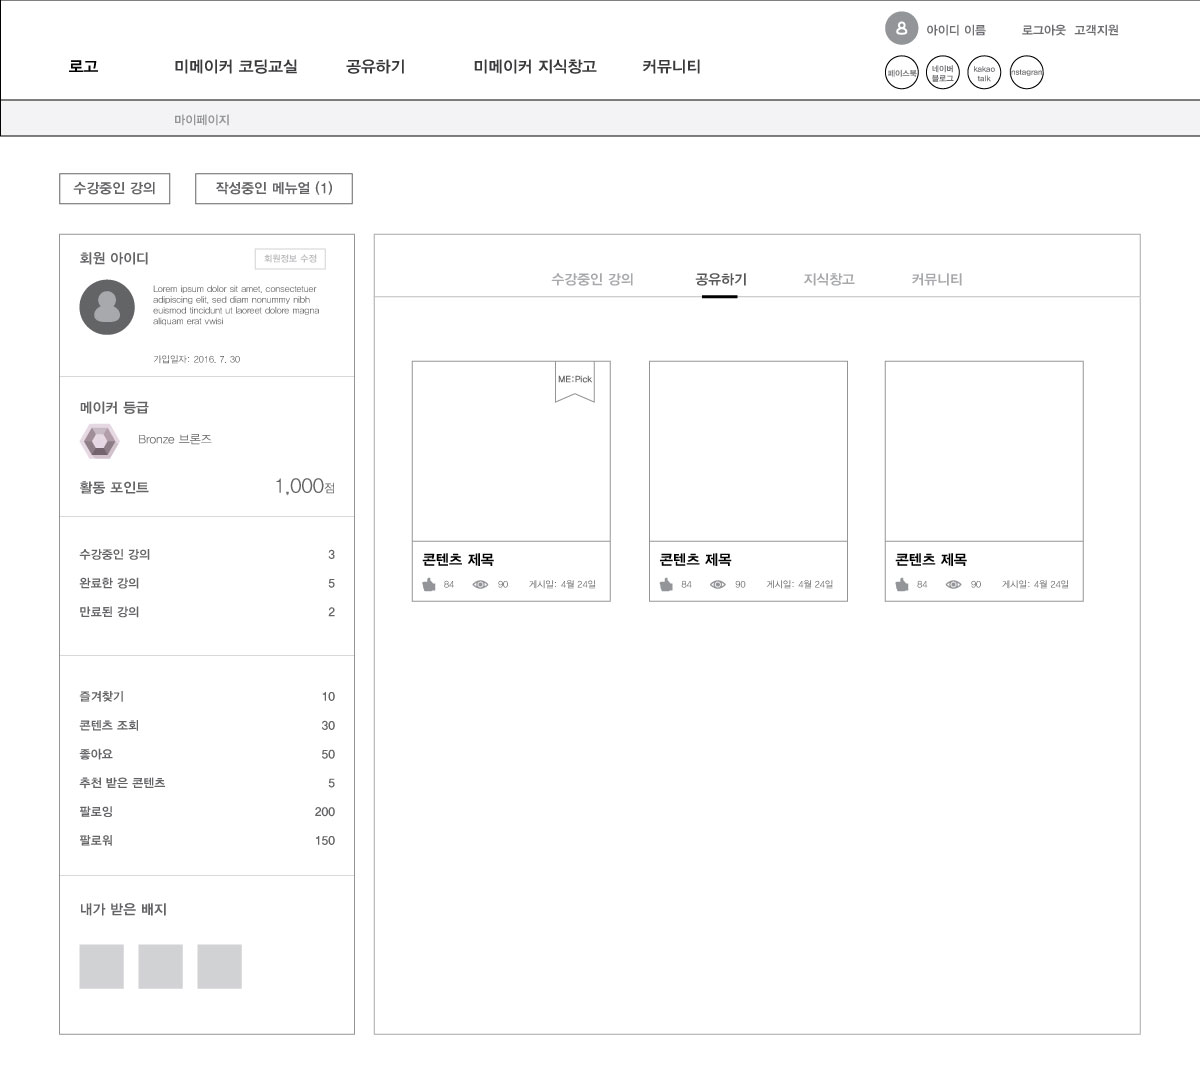 아이디 이름 로그아웃 고객지원
로고 미메이커 코딩교실 공유하기 미메이커 지식창고 커뮤니티
페이스북
네이버
블로그
kakao
talk
nstagran
마이페이지
수강중인 강의 작성중인 메뉴얼 (1)
회원 아이디 회원정보 수정
Lorem ipsum dolor sit amet, consectetuer
adipiscing elit, sed diam nonummy nibh
euismod tincidunt ut laoreet dolore magna
aliquam erat vwisi
가입일자: 2016. 7. 30
메이커 등급
Bronze 브론즈
활동 포인트 1,000점
수강중인 강의 3
완료한 강의 5
만료된 강의 2
즐겨찾기 10
콘텐츠 조회 30
좋아요 50
추천 받은 콘텐츠 5
팔로잉 200
팔로워 150
내가 받은 배지
수강중인 강의 공유하기 지식창고 커뮤니티
ME:Pick
콘텐츠 제목
84 90 게시일: 4월 24일
콘텐츠 제목
84 90 게시일: 4월 24일
콘텐츠 제목
84 90 게시일: 4월 24일